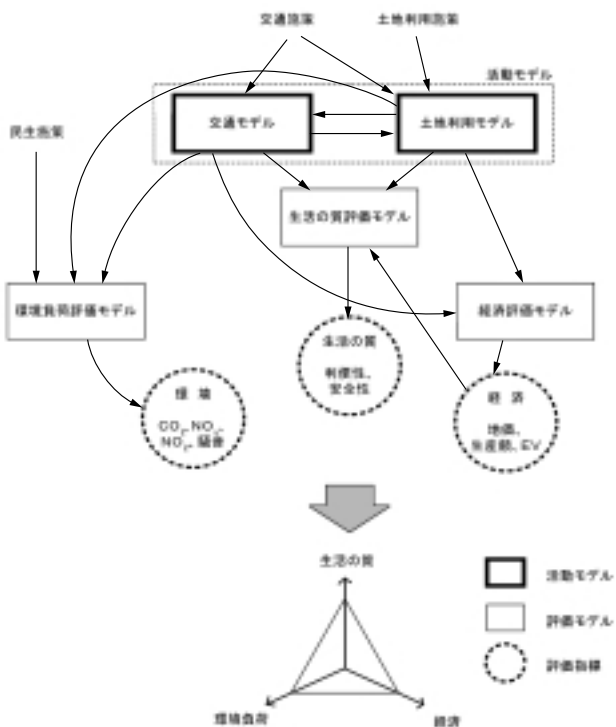 交通施策
土地利用施策
活動モデル
交通モデル
土地利用モデル
民生施策
生活の質評価モデル
環境負荷評価モデル
経済評価モデル
生活の質
利便性、
安全性
環 境
経 済
地価、
生産額、EV
生活の質
環境負荷
経済
活動モデル
評価モデル
評価指標